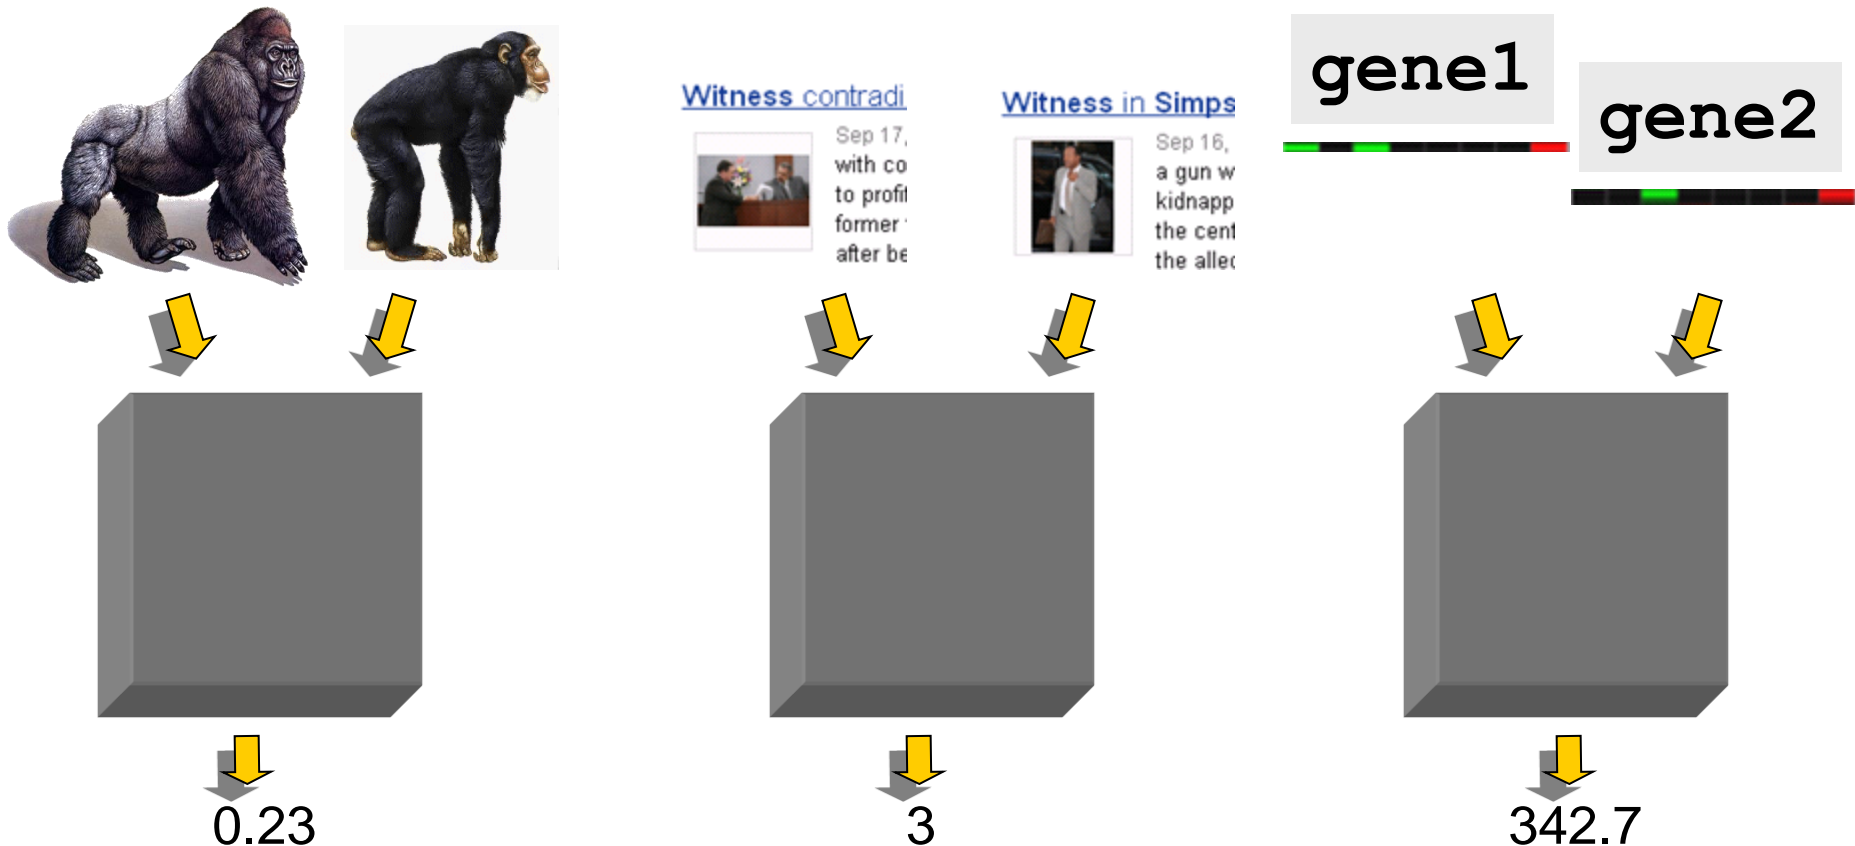 Witness contradi
Sep 17,
with co
to profi
former
after be
Witness in Simps
Sep 16,
a gun w
kidnapp
the cent
the alleg
gene1
gene2
0.23
3
342.7